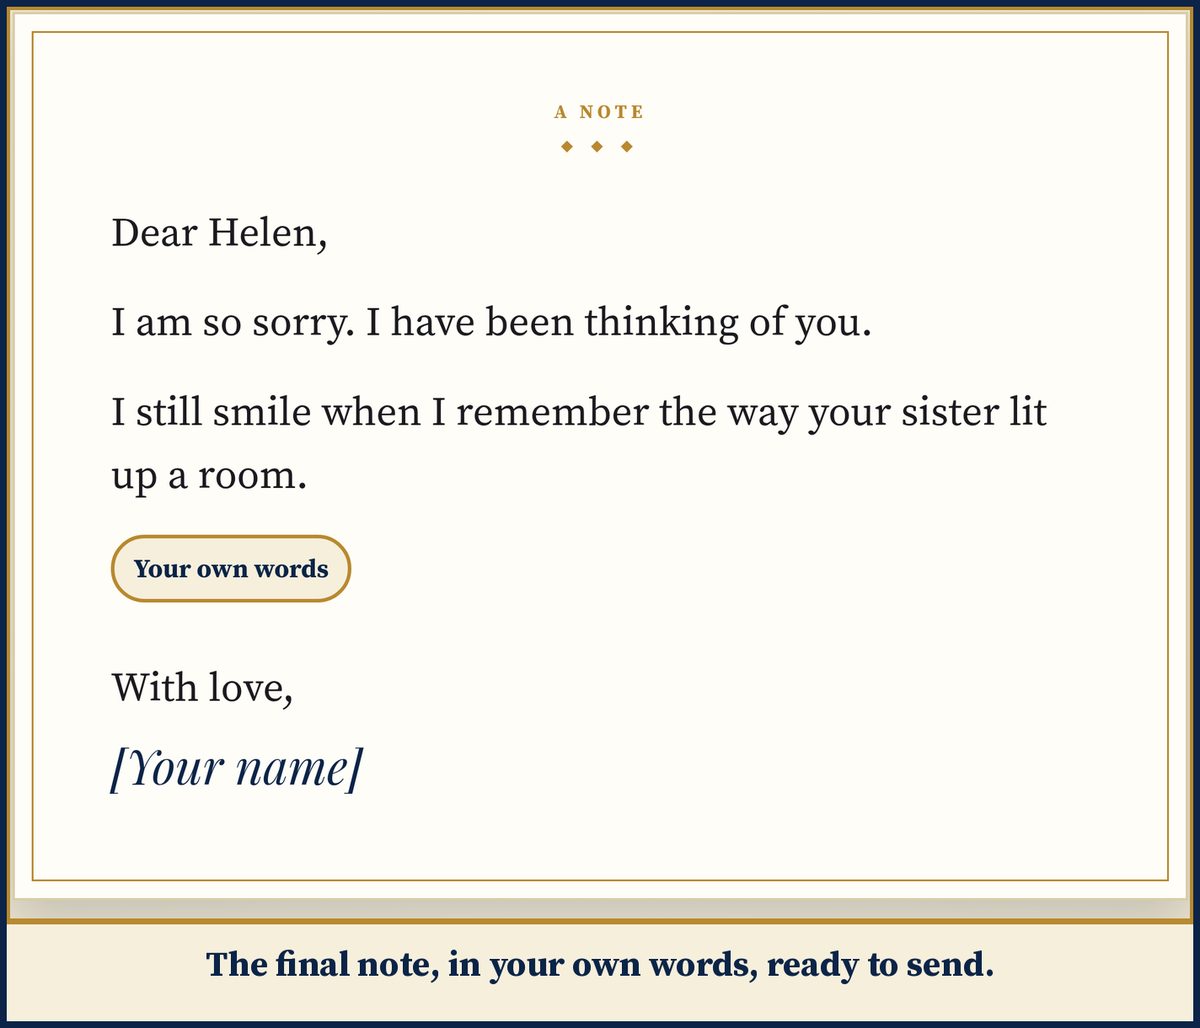 A NOTE
Dear Helen,
I am so sorry. I have been thinking of you.
I still smile when I remember the way your sister lit
up a room.
Your own words
With love,
[Your name]
The final note, in your own words, ready to send.